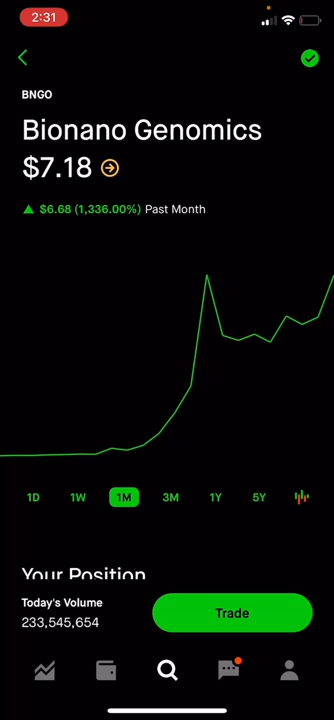 2:31
BNGO
Bionano Genomics
$7.18
▲ $6.68 (1,336.00%) Past Month
1D 1W 1M 3M 1Y 5Y
Your Position
Today's Volume
233,545,654
Trade